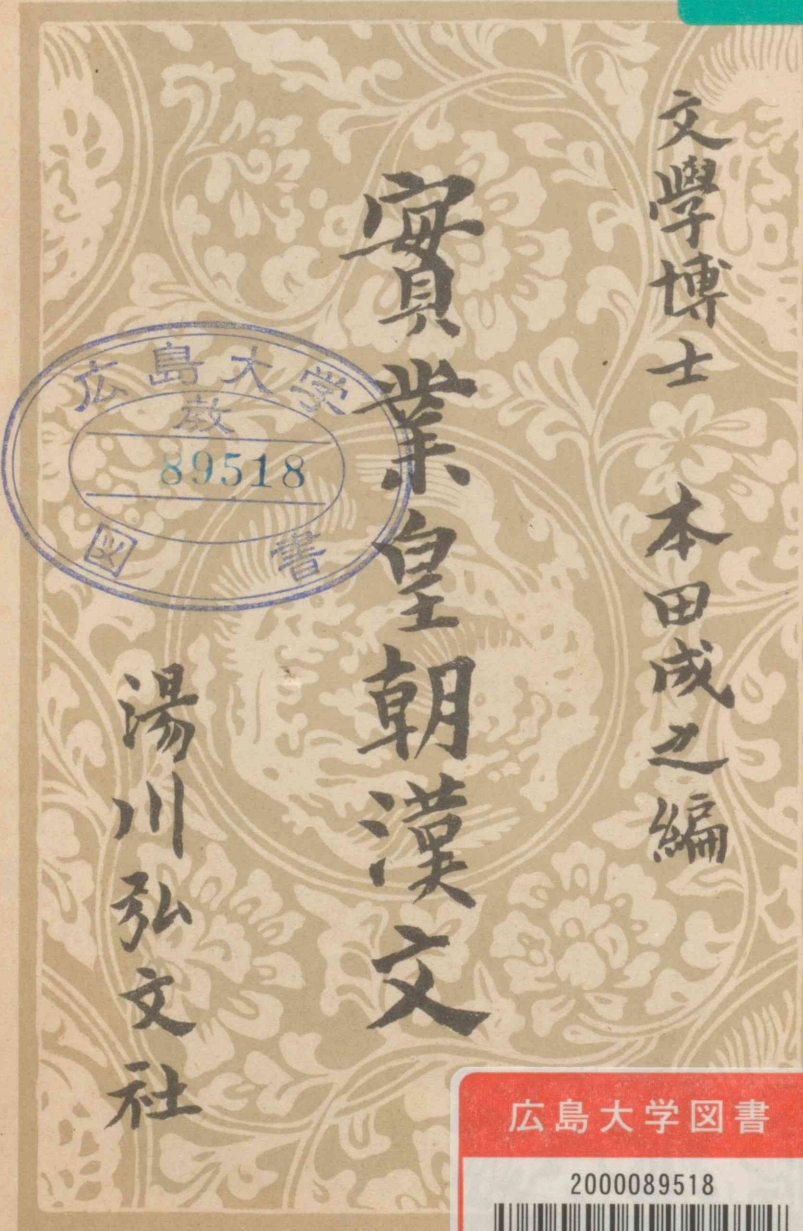 文學博士 本田成之編
實業皇朝漢文
湯川弘文社
広島大学
教
89518
図書
広島大学図書
2000089518